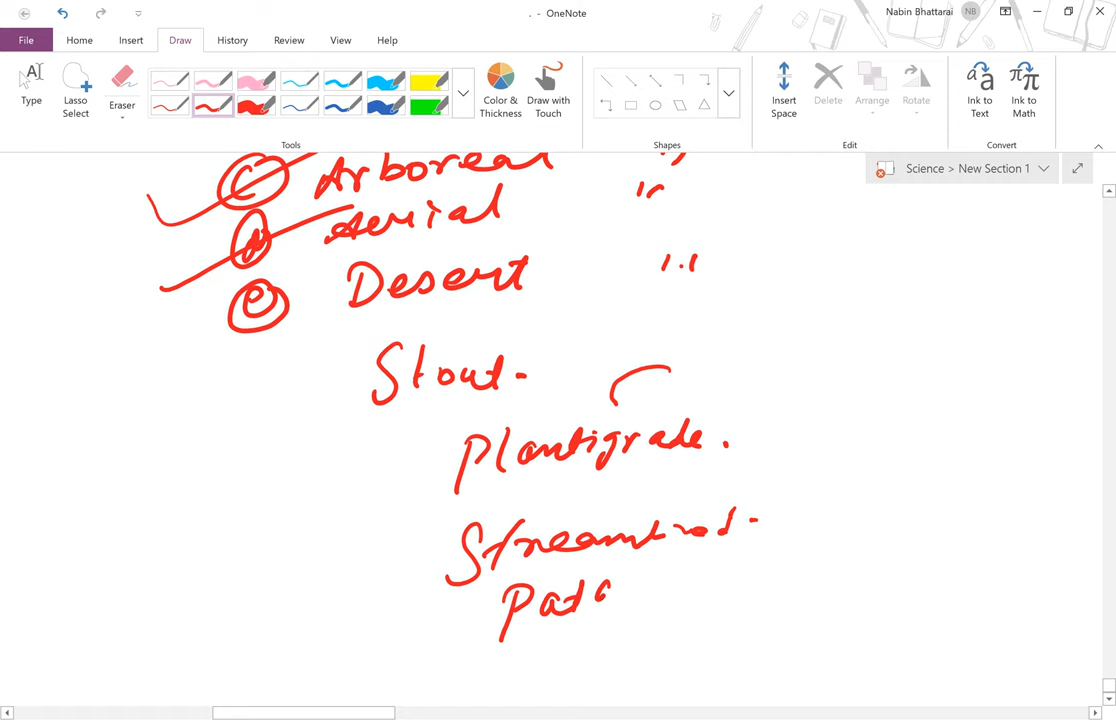 . - OneNote
Nabin Bhattarai NB
File Home Insert Draw History Review View Help
Type
Lasso Select
Eraser
Color & Thickness
Draw with Touch
Insert Space
Delete
Arrange
Rotate
Ink to Text
Ink to Math
Tools Shapes Edit Convert
Science > New Section 1
C Arboreal "
Aerial "
e Desert "
Stout.
Plantigrade.